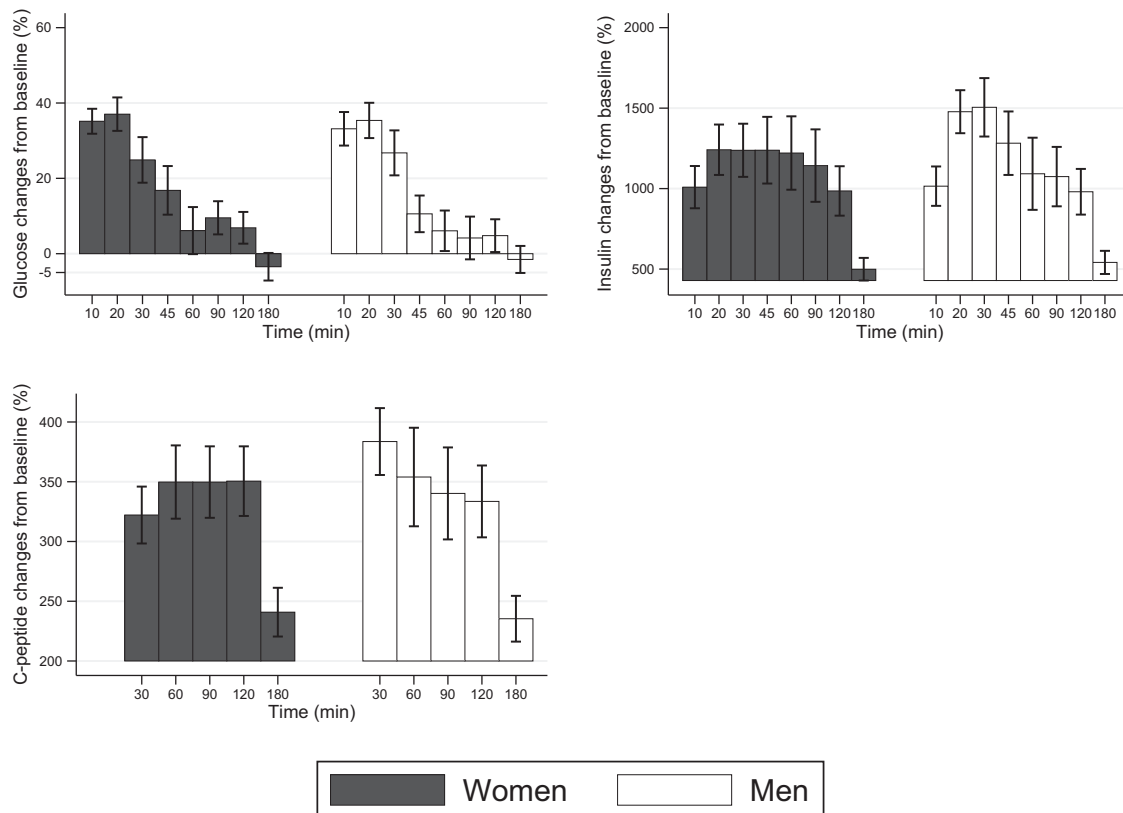 Glucose changes from baseline (%)
60
40
20
0
-5
10 20 30 45 60 90 120 180 10 20 30 45 60 90 120 180
Time (min)
Insulin changes from baseline (%)
2000
1500
1000
500
10 20 30 45 60 90 120 180 10 20 30 45 60 90 120 180
Time (min)
C-peptide changes from baseline (%)
400
350
300
250
200
30 60 90 120 180 30 60 90 120 180
Time (min)
Women Men